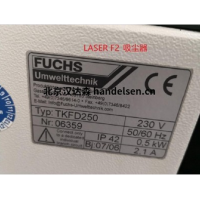 LASER F2 吸尘器
FUCHS
Umwelttechnik
CE
北京汉达森 handelsen.cn
Typ: TKFD250
230 V
50/60 Hz
Nr. 06359
0,5 kW
IP 42
2,1 A
Bj 07/06